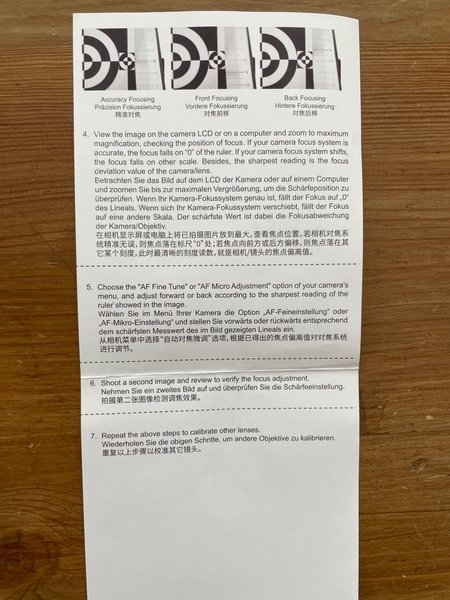 Accuracy Focusing
Präzision Fokussierung
精准对焦
Front Focusing
Vordere Fokussierung
对焦前移
Back Focusing
Hintere Fokussierung
对焦后移
4. View the image on the camera LCD or on a computer and zoom to maximum
magnification, checking the position of focus. If your camera focus system is
accurate, the focus falls on "0" of the ruler. If your camera focus system shifts,
the focus falls on other scale. Besides, the sharpest reading is the focus
deviation value of the camera/lens.
Betrachten Sie das Bild auf dem LCD der Kamera oder auf einem Computer
und zoomen Sie bis zur maximalen Vergrößerung, um die Schärfeposition zu
überprüfen. Wenn Ihr Kamera-Fokussystem genau ist, fällt der Fokus auf „0"
des Lineals. Wenn sich Ihr Kamera-Fokussystem verschiebt, fällt der Fokus
auf eine andere Skala. Der schärfste Wert ist dabei die Fokusabweichung
der Kamera/Objektiv.
在相机显示屏或电脑上将已拍摄图片放到最大，查看焦点位置。若相机对焦系
统精准无误，则焦点落在标尺"0"处；若焦点向前方或后方偏移，则焦点落在其
它某个刻度，此时最清晰的刻度读数，就是相机/镜头的焦点偏离值。
5. Choose the "AF Fine Tune" or "AF Micro Adjustment" option of your camera's
menu, and adjust forward or back according to the sharpest reading of the
ruler showed in the image.
Wählen Sie im Menü Ihrer Kamera die Option „AF-Feineinstellung" oder
„AF-Mikro-Einstellung" und stellen Sie vorwärts oder rückwärts entsprechend
dem schärfsten Messwert des im Bild gezeigten Lineals ein.
从相机菜单中选择"自动对焦微调"选项，根据已得出的焦点偏离值对对焦系统
进行调节。
6. Shoot a second image and review to verify the focus adjustment.
Nehmen Sie ein zweites Bild auf und überprüfen Sie die Schärfeeinstellung.
拍摄第二张图像检测调焦效果。
7. Repeat the above steps to calibrate other lenses.
Wiederholen Sie die obigen Schritte, um andere Objektive zu kalibrieren.
重复以上步骤以校准其它镜头。